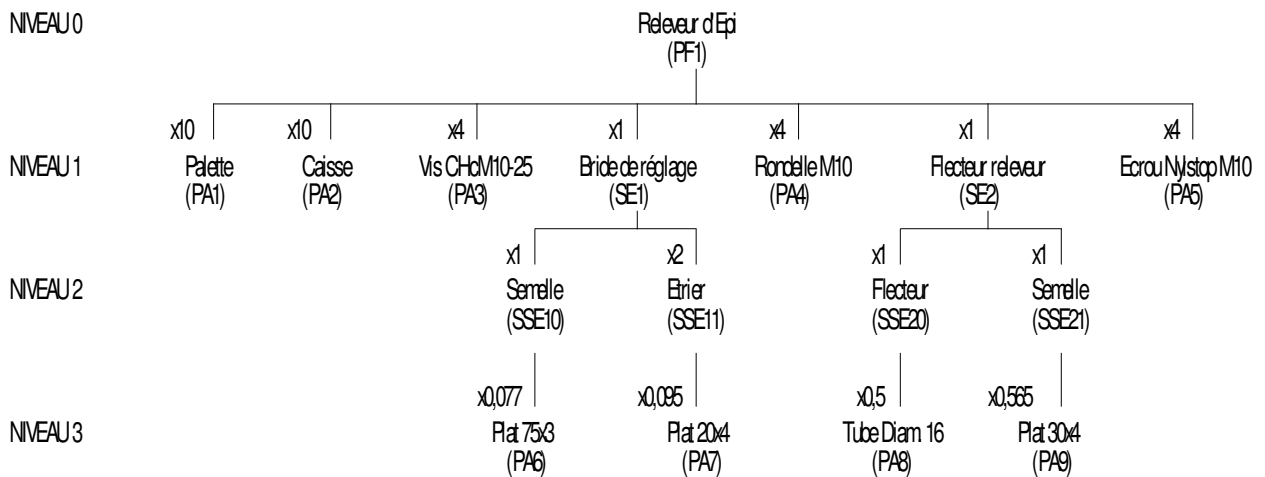 NIVEAU 0
Releveur d'Epi
(PF1)
x10 x10 x4 x1 x4 x1 x4
NIVEAU 1 Palette Caisse Vis CHcM10-25 Bride de réglage Rondelle M10 Flecteur releveur Ecrou Nylstop M10
(PA1) (PA2) (PA3) (SE1) (PA4) (SE2) (PA5)
x1 x2 x1 x1
NIVEAU 2 Semelle Etrier Flecteur Semelle
(SSE10) (SSE11) (SSE20) (SSE21)
x0,077 x0,095 x0,5 x0,565
NIVEAU 3 Plat 75x3 Plat 20x4 Tube Diam. 16 Plat 30x4
(PA6) (PA7) (PA8) (PA9)